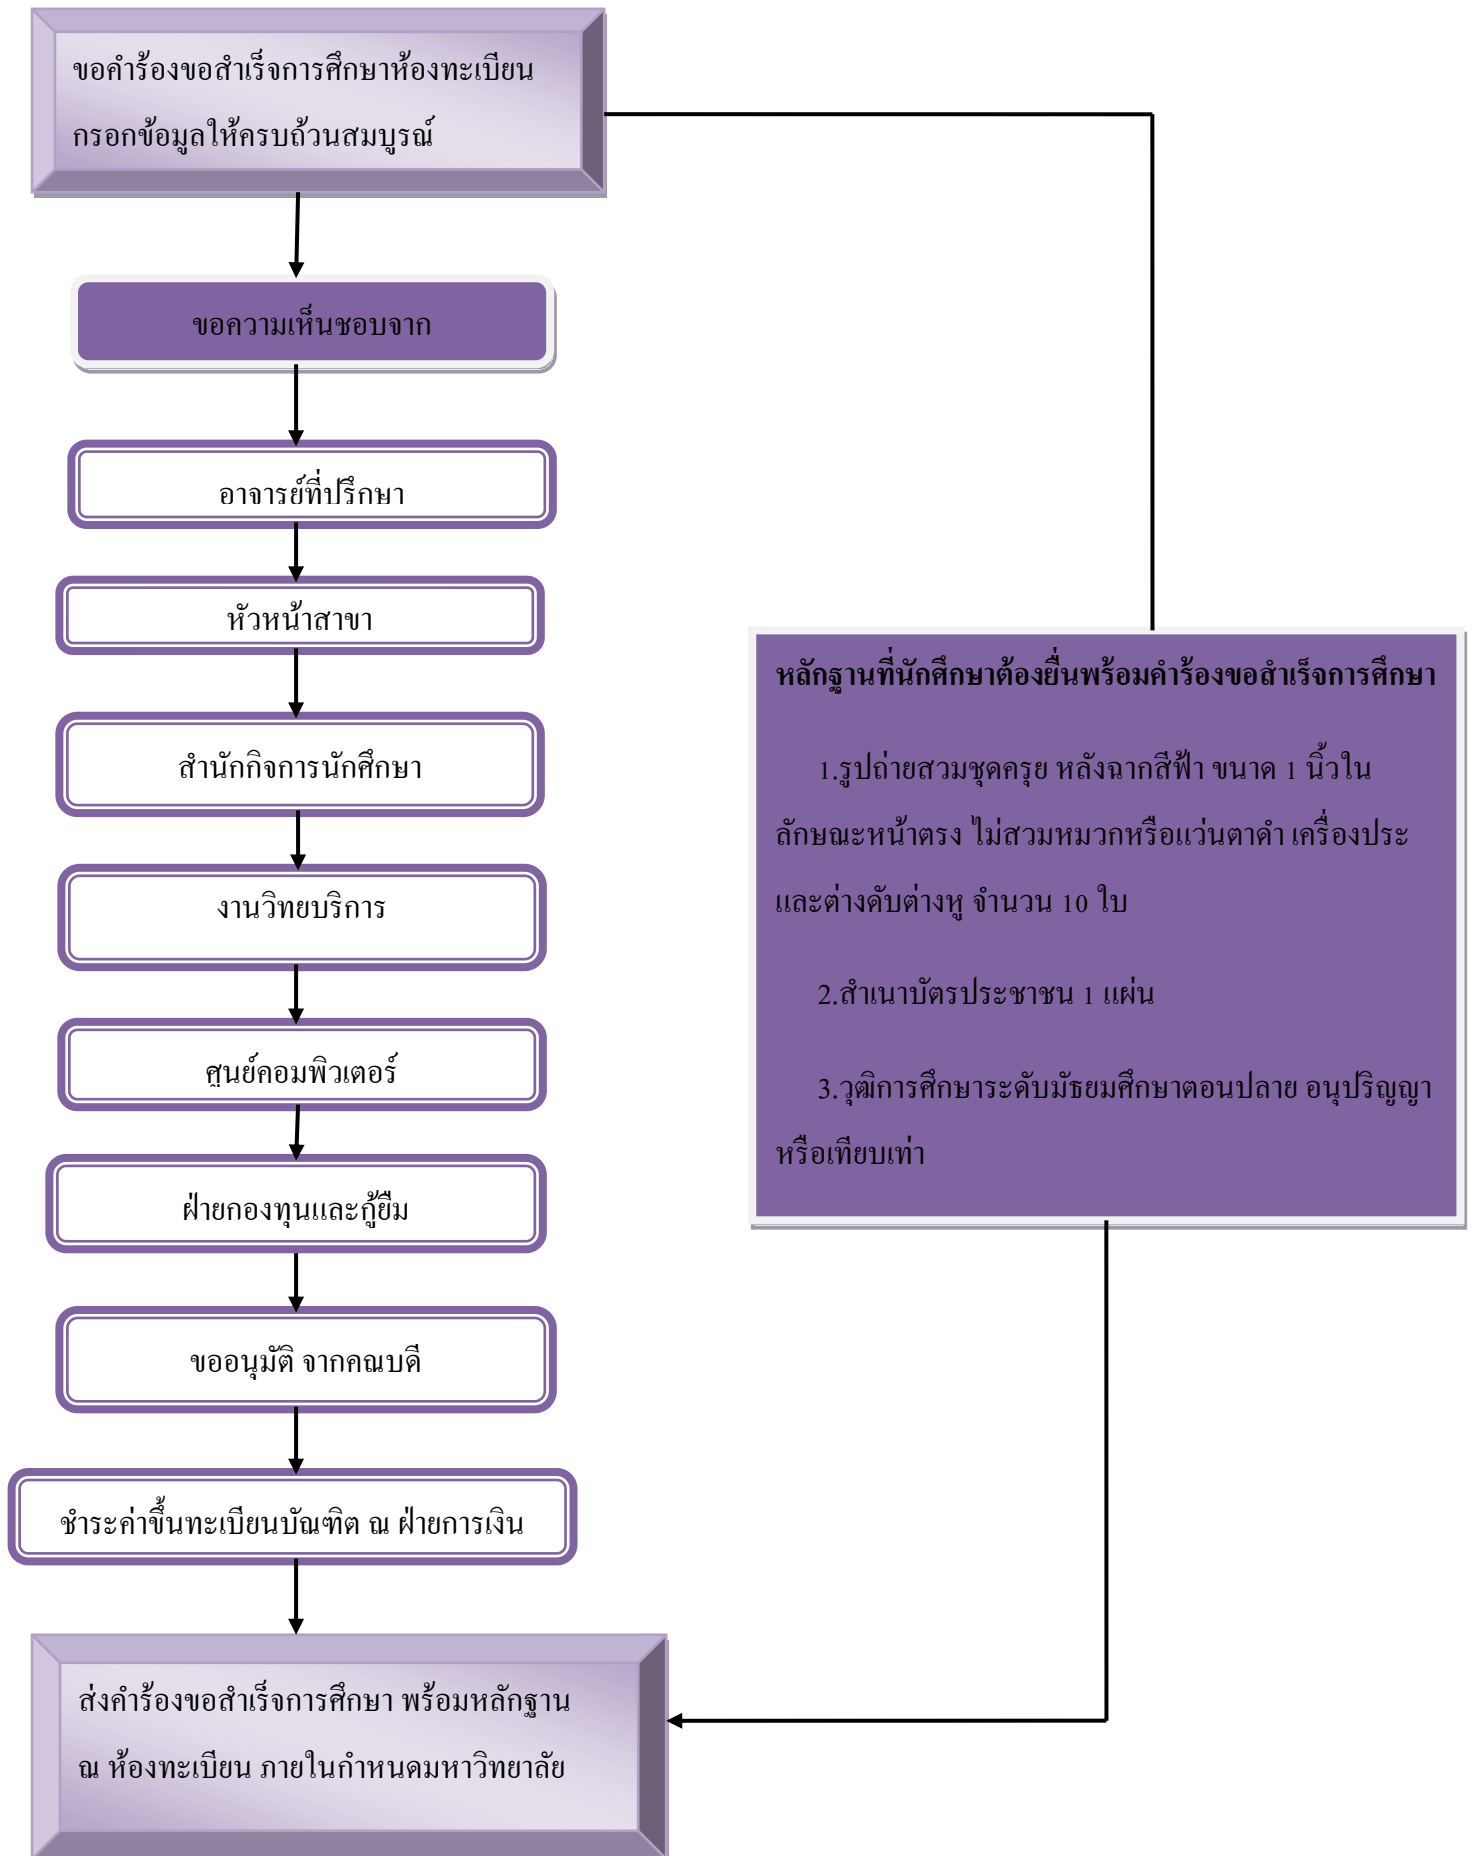 ขอคำร้องขอสำเร็จการศึกษาห้องทะเบียน
กรอกข้อมูลให้ครบถ้วนสมบูรณ์
ขอความเห็นชอบจาก
อาจารย์ที่ปรึกษา
หัวหน้าสาขา
สำนักกิจการนักศึกษา
งานวิทยบริการ
ศูนย์คอมพิวเตอร์
ฝ่ายกองทุนและกู้ยืม
ขออนุมัติ จากคณบดี
ชำระค่าขึ้นทะเบียนบัณฑิต ณ ฝ่ายการเงิน
ส่งคำร้องขอสำเร็จการศึกษา พร้อมหลักฐาน
ณ ห้องทะเบียน ภายในกำหนดมหาวิทยาลัย
หลักฐานที่นักศึกษาต้องยื่นพร้อมคำร้องขอสำเร็จการศึกษา
1.รูปถ่ายสวมชุดครุย หลังฉากสีฟ้า ขนาด 1 นิ้วใน
ลักษณะหน้าตรง ไม่สวมหมวกหรือแว่นตาดำ เครื่องประ
และต่างดับต่างหู จำนวน 10 ใบ
2.สำเนาบัตรประชาชน 1 แผ่น
3.วุฒิการศึกษาระดับมัธยมศึกษาตอนปลาย อนุปริญญา
หรือเทียบเท่า